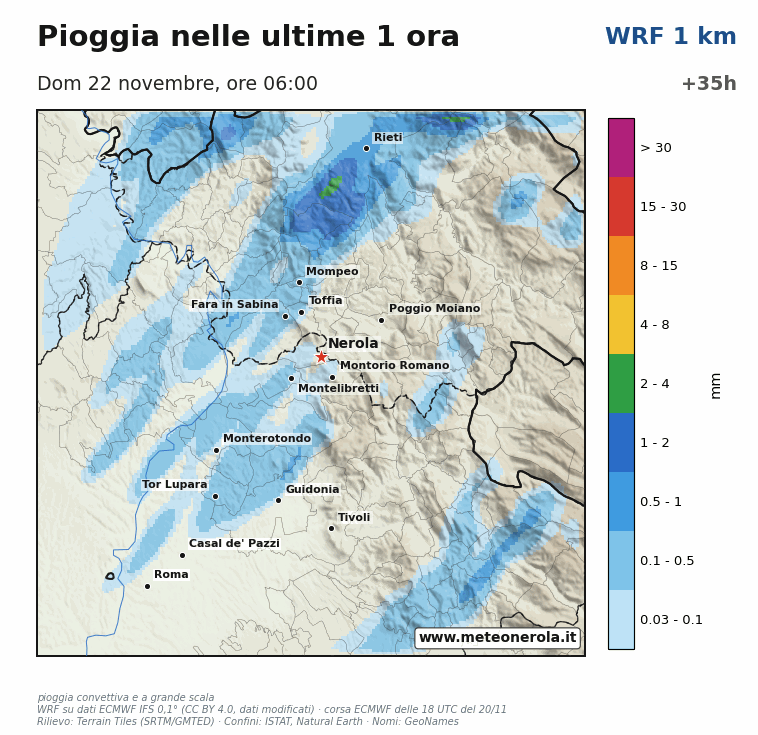 Pioggia nelle ultime 1 ora
WRF 1 km
Dom 22 novembre, ore 06:00
+35h
Rieti
Mompeo
Fara in Sabina
Toffia
Poggio Moiano
Nerola
Montorio Romano
Montelibretti
Monterotondo
Tor Lupara
Guidonia
Tivoli
Casal de' Pazzi
Roma
www.meteonerola.it
> 30
15 - 30
8 - 15
4 - 8
2 - 4
1 - 2
0.5 - 1
0.1 - 0.5
0.03 - 0.1
mm
pioggia convettiva e a grande scala
WRF su dati ECMWF IFS 0,1° (CC BY 4.0, dati modificati) · corsa ECMWF delle 18 UTC del 20/11
Rilievo: Terrain Tiles (SRTM/GMTED) · Confini: ISTAT, Natural Earth · Nomi: GeoNames